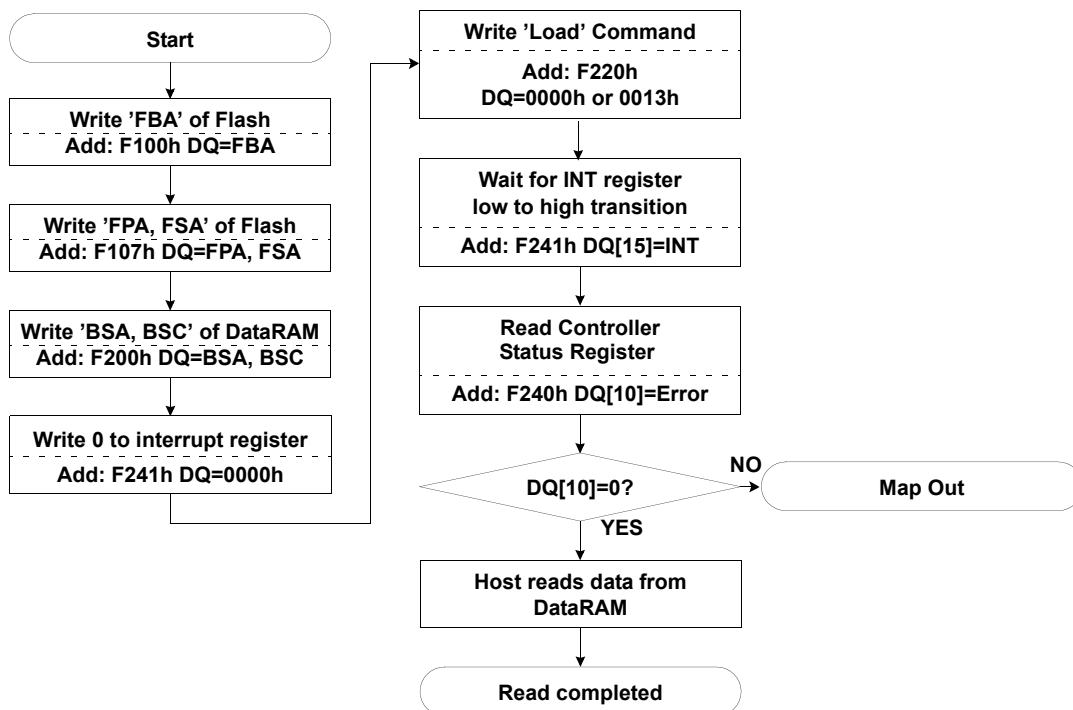 Start
Write ’FBA’ of Flash
Add: F100h DQ=FBA
Write ’FPA, FSA’ of Flash
Add: F107h DQ=FPA, FSA
Write ’BSA, BSC’ of DataRAM
Add: F200h DQ=BSA, BSC
Write 0 to interrupt register
Add: F241h DQ=0000h
Write ’Load’ Command
Add: F220h
DQ=0000h or 0013h
Wait for INT register
low to high transition
Add: F241h DQ[15]=INT
Read Controller
Status Register
Add: F240h DQ[10]=Error
DQ[10]=0?
NO
Map Out
YES
Host reads data from
DataRAM
Read completed